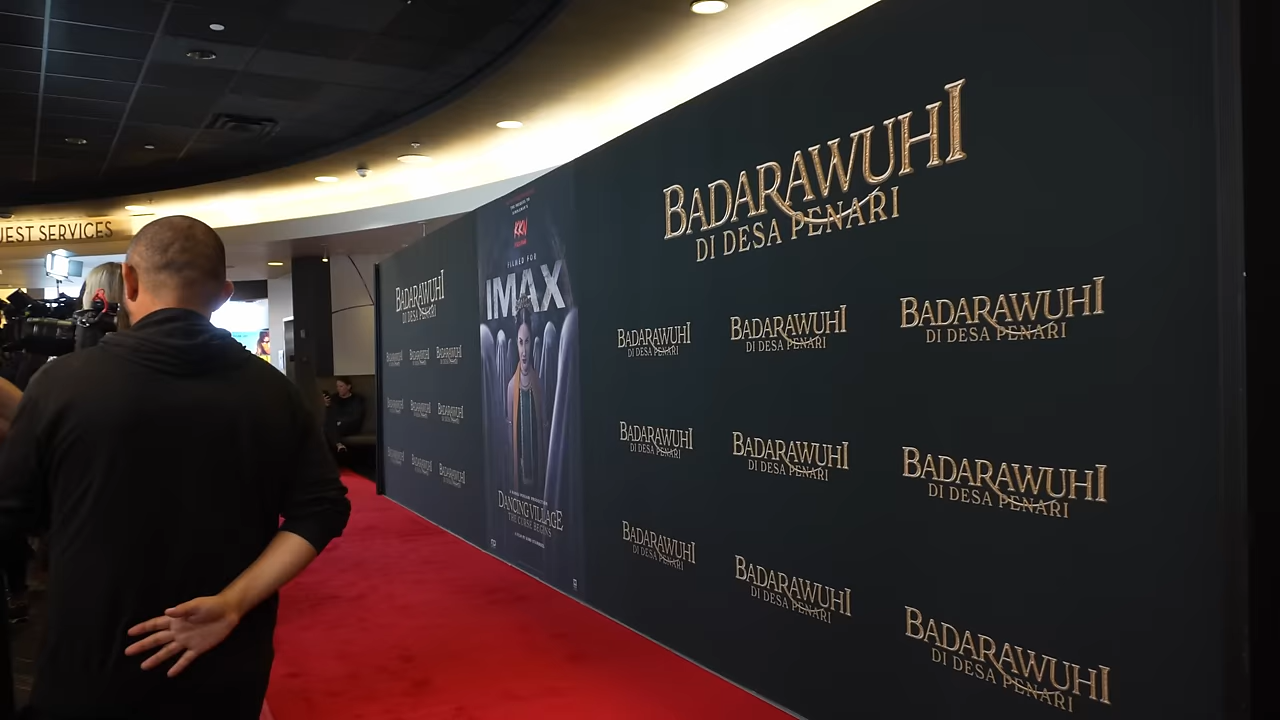 GUEST SERVICES
BADARAWUHI
DI DESA PENARI
BADARAWUHI
DI DESA PENARI
KKN
FILMED FOR
IMAX
DANCING VILLAGE
THE CURSE BEGINS
BADARAWUHI
DI DESA PENARI
BADARAWUHI
DI DESA PENARI
BADARAWUHI
DI DESA PENARI
BADARAWUHI
DI DESA PENARI
BADARAWUHI
DI DESA PENARI
BADARAWUHI
DI DESA PENARI
BADARAWUHI
DI DESA PENARI
BADARAWUHI
DI DESA PENARI
BADARAWUHI
DI DESA PENARI